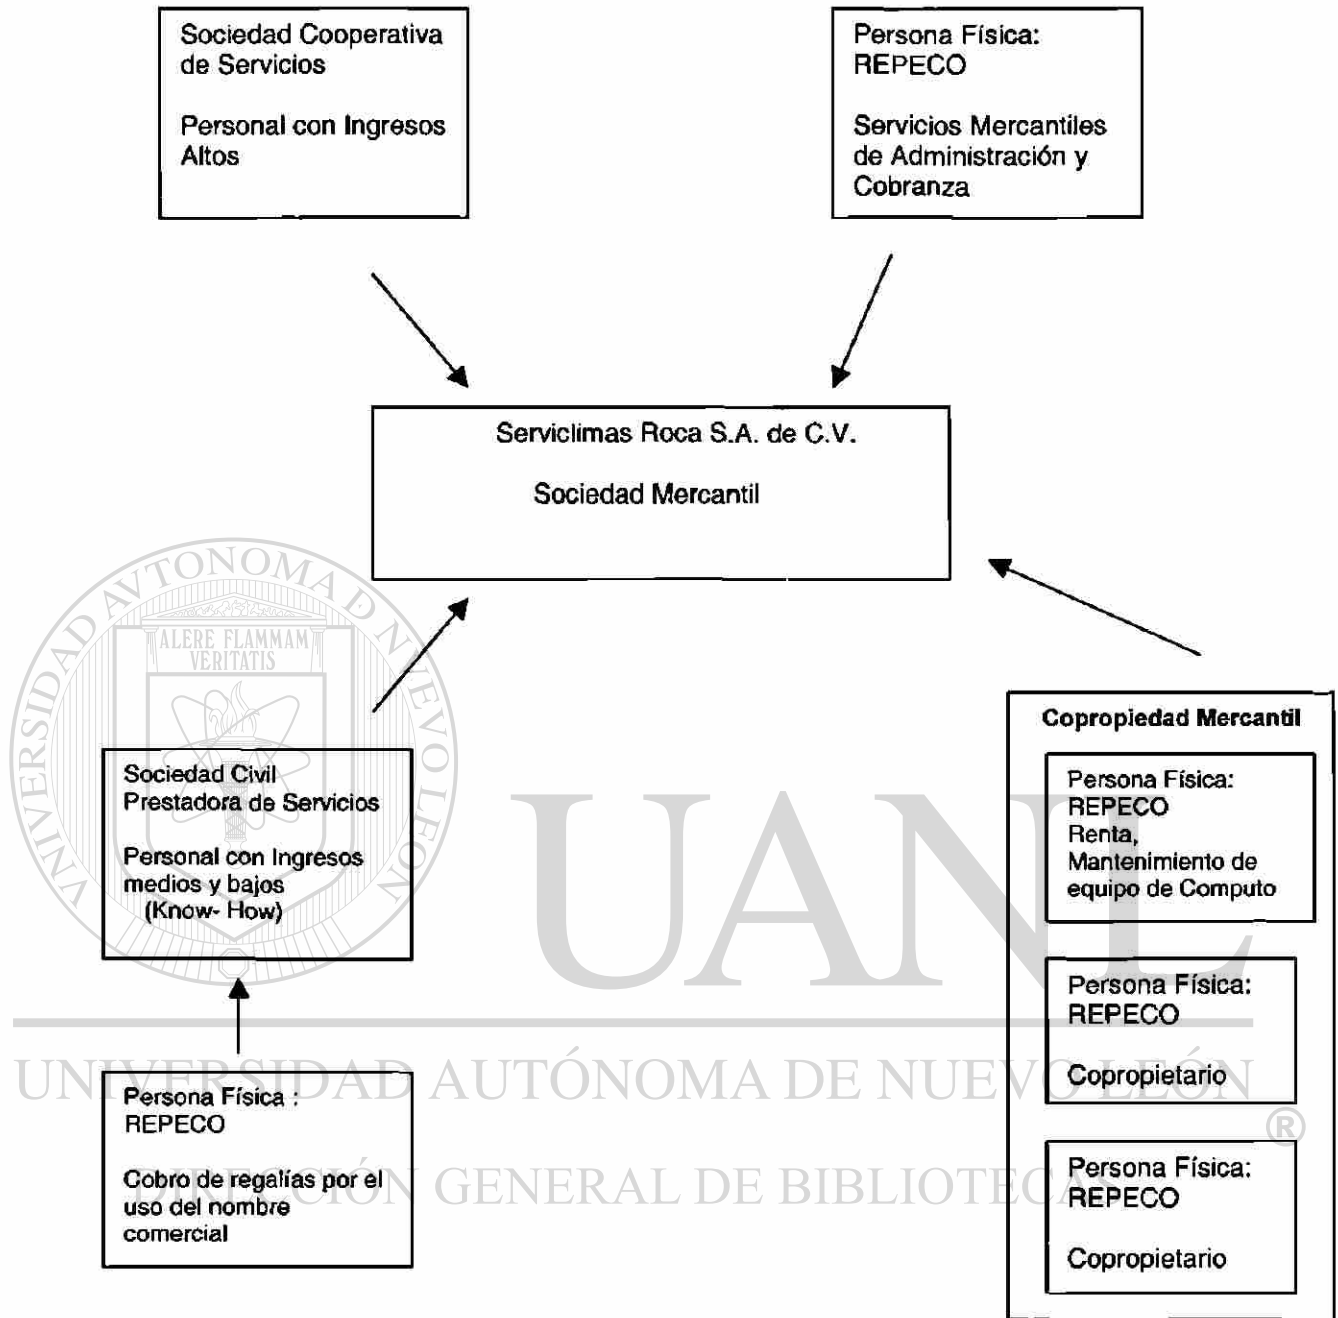 Sociedad Cooperativa
de Servicios
Personal con Ingresos
Altos
Persona Física:
REPECO
Servicios Mercantiles
de Administración y
Cobranza
Serviclimas Roca S.A. de C.V.
Sociedad Mercantil
Sociedad Civil
Prestadora de Servicios
Personal con Ingresos
medios y bajos
(Know- How)
Persona Física :
REPECO
Cobro de regalías por el
uso del nombre
comercial
Copropiedad Mercantil
Persona Física:
REPECO
Renta,
Mantenimiento de
equipo de Computo
Persona Física:
REPECO
Copropietario
Persona Física:
REPECO
Copropietario
UNIVERSIDAD AVTONOMA D NVEVO LEON
ALERE FLAMMAM
VERITATIS
UANL
UNIVERSIDAD AUTÓNOMA DE NUEVO LEÓN
®
DIRECCIÓN GENERAL DE BIBLIOTECAS